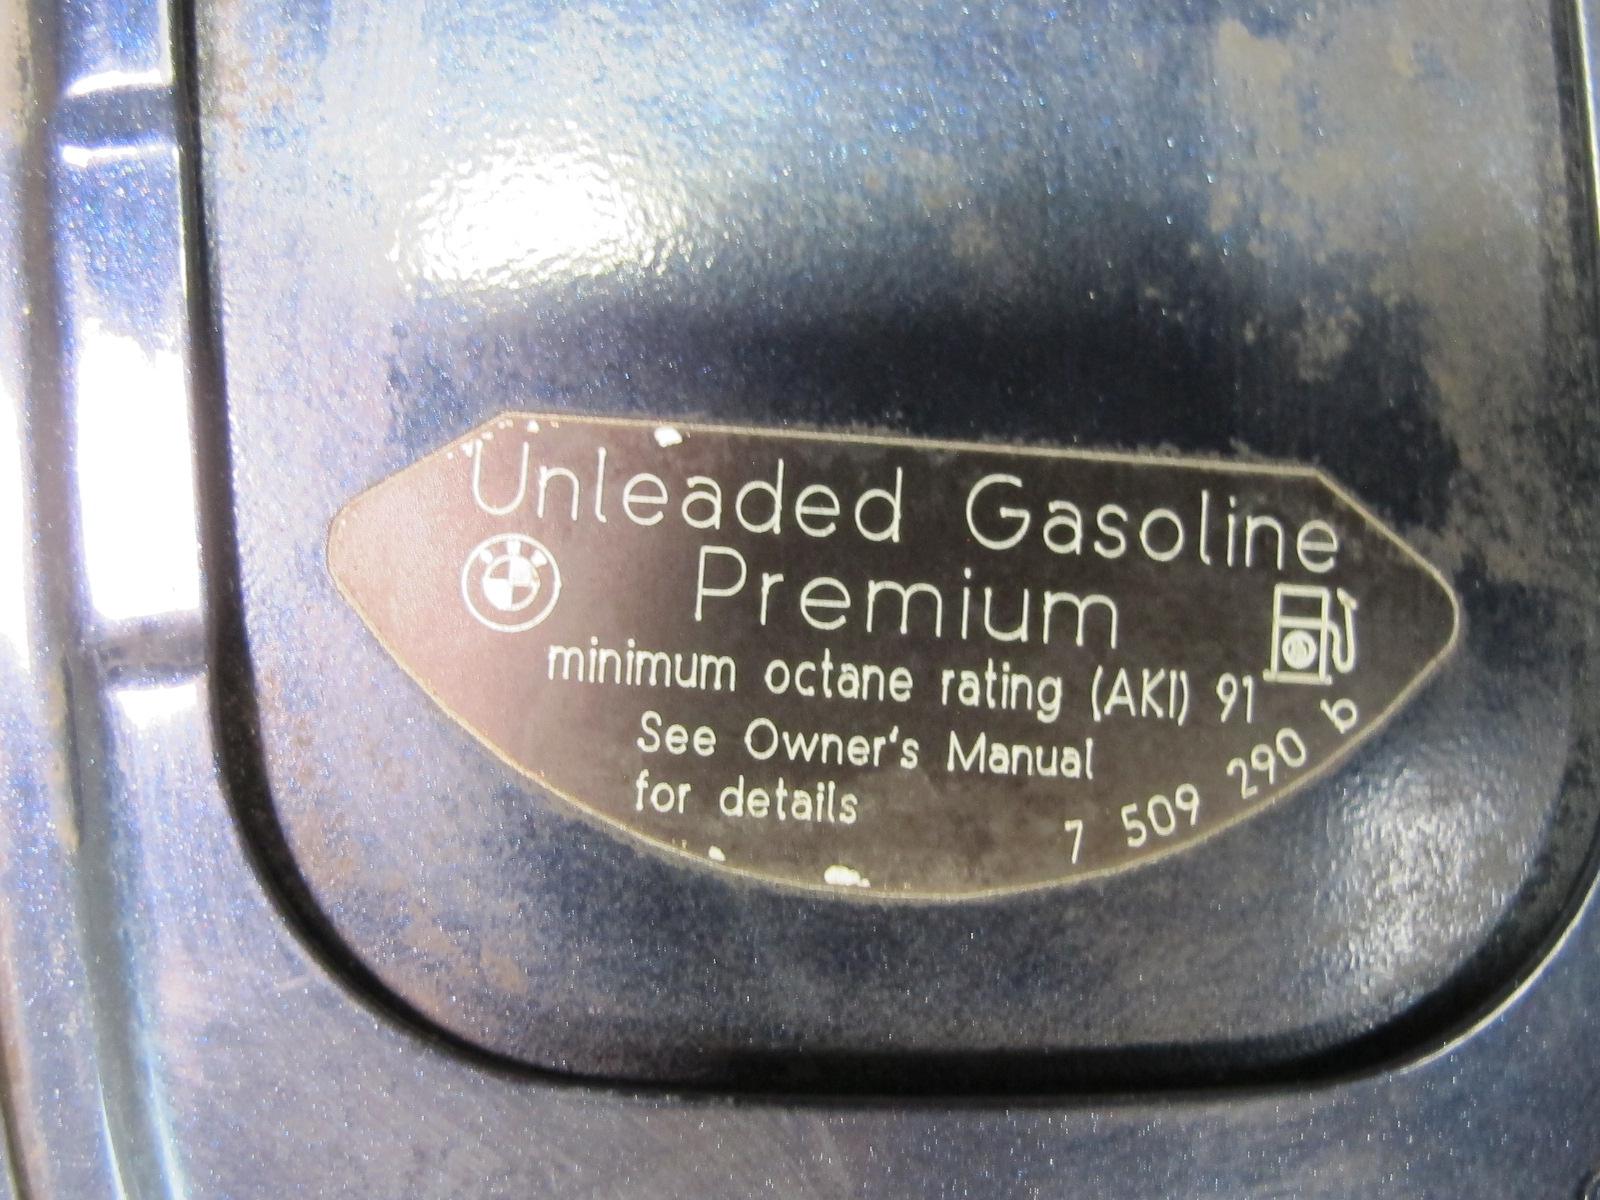 Unleaded Gasoline
Premium
minimum octane rating (AKI) 91
See Owner's Manual
for details
7 509 290 b